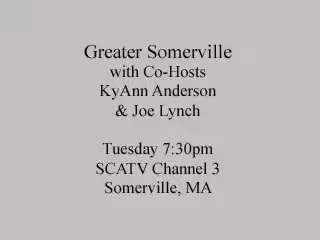 Greater Somerville
with Co-Hosts
KyAnn Anderson
& Joe Lynch
Tuesday 7:30pm
SCATV Channel 3
Somerville, MA